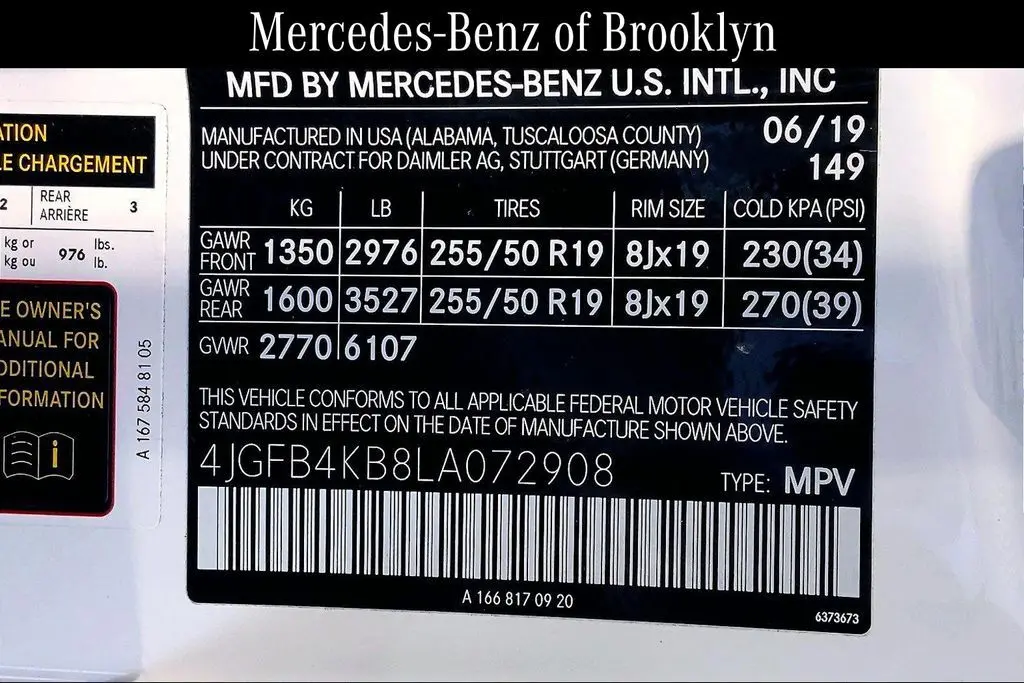 Mercedes-Benz of Brooklyn
MFD BY MERCEDES-BENZ U.S. INTL., INC
MANUFACTURED IN USA (ALABAMA, TUSCALOOSA COUNTY) 06/19
UNDER CONTRACT FOR DAIMLER AG, STUTTGART (GERMANY) 149
KG LB TIRES RIM SIZE COLD KPA (PSI)
GAWR FRONT 1350 2976 255/50 R19 8Jx19 230(34)
GAWR REAR 1600 3527 255/50 R19 8Jx19 270(39)
GVWR 2770 6107
THIS VEHICLE CONFORMS TO ALL APPLICABLE FEDERAL MOTOR VEHICLE SAFETY
STANDARDS IN EFFECT ON THE DATE OF MANUFACTURE SHOWN ABOVE.
4JGFB4KB8LA072908 TYPE: MPV
A 166 817 09 20
6373673
ATION
LE CHARGEMENT
2 REAR ARRIÈRE 3
kg or 976 lbs.
kg ou lb.
E OWNER'S
ANUAL FOR
DDITIONAL
FORMATION
i
A 167 584 81 05